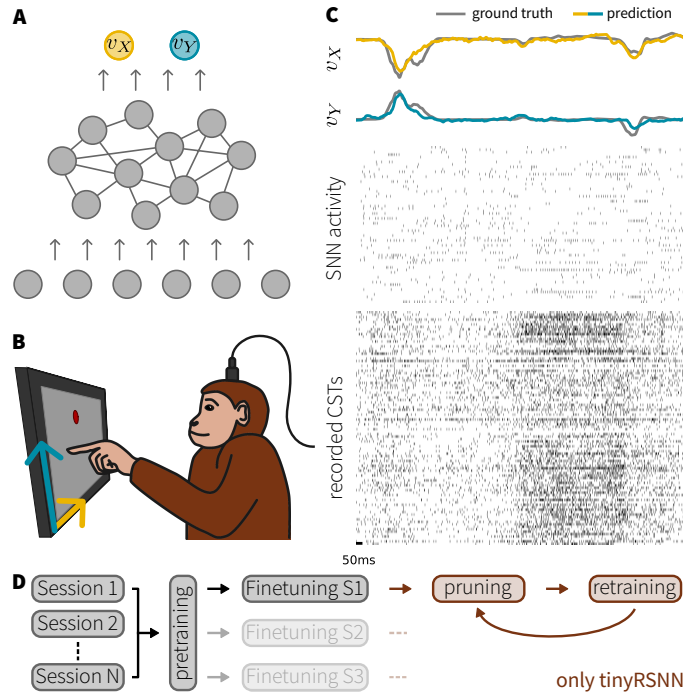 A
v_X
v_Y
B
C
ground truth
prediction
v_X
v_Y
SNN activity
recorded CSTs
50ms
D
Session 1
Session 2
Session N
pretraining
Finetuning S1
Finetuning S2
Finetuning S3
pruning
retraining
only tinyRSNN